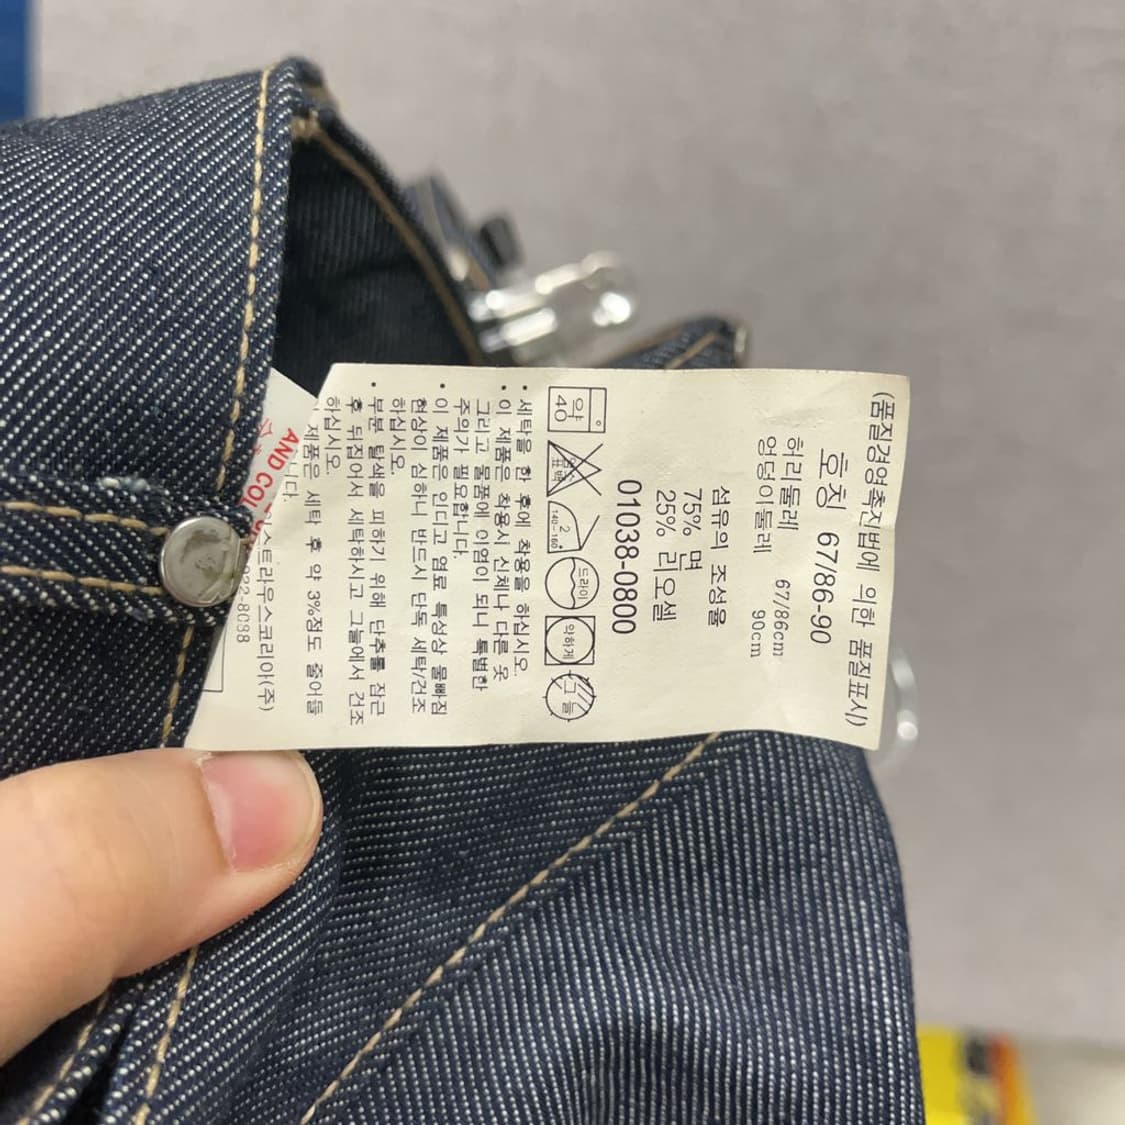 (품질경영촉진법에 의한 품질표시)
호칭 67/86-90
허리둘레 67/86cm
엉덩이둘레 90cm
섬유의 조성율
75% 면
25% 리오셀
01038-0800
약 40
염소 표백
2 140~160
드라이
약하게
그늘
• 세탁을 한 후에 착용을 하십시오.
• 이 제품은 착용시 신체나 다른 옷
그리고 물품에 이염이 되니 특별한
주의가 필요합니다.
• 이 제품은 인디고 염료 특성상 물빠짐
현상이 심하니 반드시 단독 세탁/건조
하십시오.
• 부분 탈색을 피하기 위해 단추를 잠근
후 뒤집어서 세탁하시고 그늘에서 건조
하십시오.
제품은 세탁 후 약 3%정도 줄어듭
니다.
스트라우스코리아(주)
AND CO